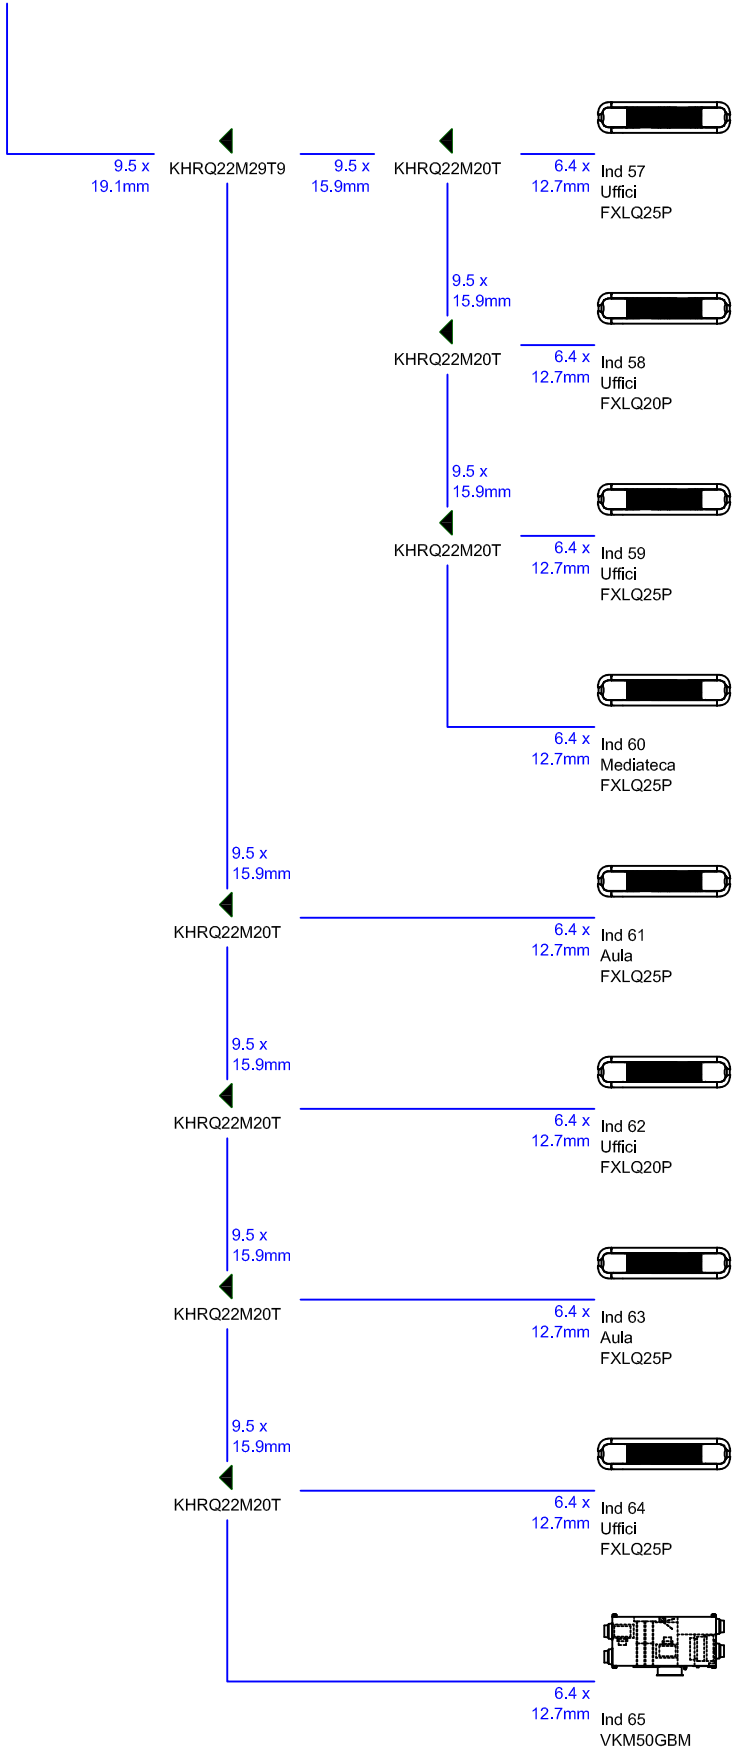 9.5 x
19.1mm
KHRQ22M29T9
9.5 x
15.9mm
KHRQ22M20T
6.4 x
12.7mm
Ind 57
Uffici
FXLQ25P
9.5 x
15.9mm
KHRQ22M20T
6.4 x
12.7mm
Ind 58
Uffici
FXLQ20P
9.5 x
15.9mm
KHRQ22M20T
6.4 x
12.7mm
Ind 59
Uffici
FXLQ25P
6.4 x
12.7mm
Ind 60
Mediateca
FXLQ25P
9.5 x
15.9mm
KHRQ22M20T
6.4 x
12.7mm
Ind 61
Aula
FXLQ25P
9.5 x
15.9mm
KHRQ22M20T
6.4 x
12.7mm
Ind 62
Uffici
FXLQ20P
9.5 x
15.9mm
KHRQ22M20T
6.4 x
12.7mm
Ind 63
Aula
FXLQ25P
9.5 x
15.9mm
KHRQ22M20T
6.4 x
12.7mm
Ind 64
Uffici
FXLQ25P
6.4 x
12.7mm
Ind 65
VKM50GBM